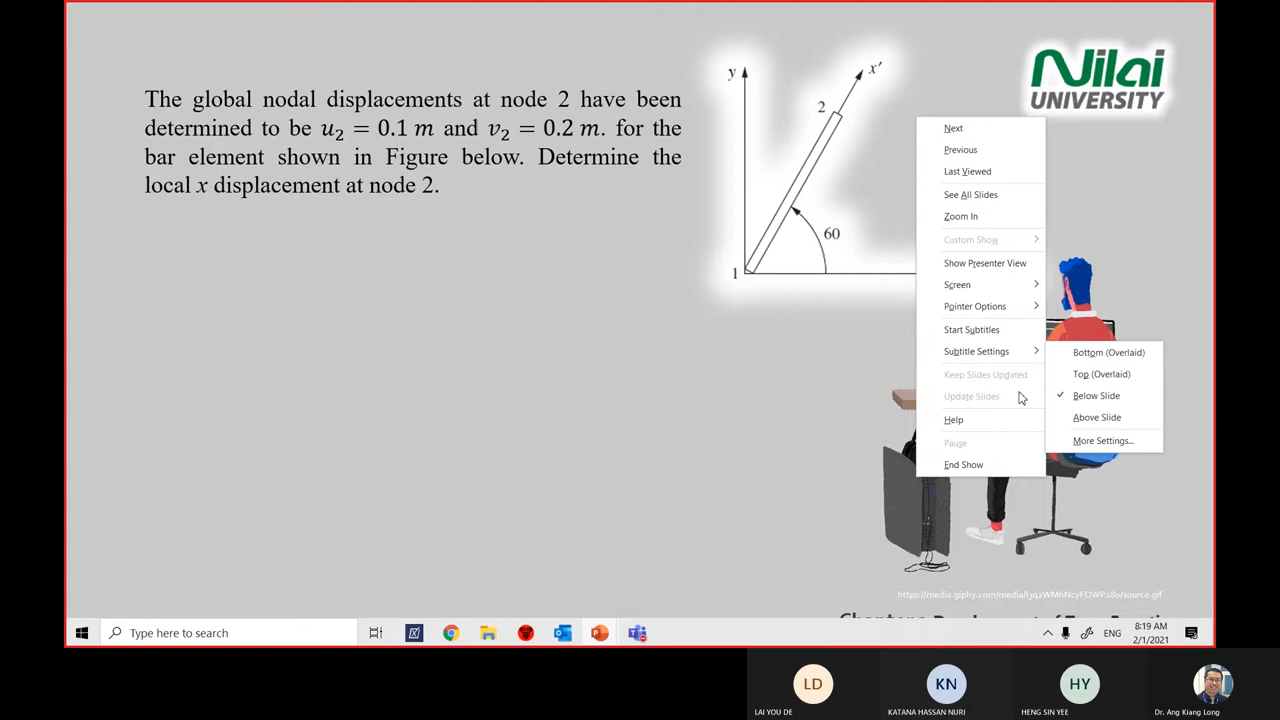 The global nodal displacements at node 2 have been
determined to be u₂ = 0.1 m and v₂ = 0.2 m. for the
bar element shown in Figure below. Determine the
local x displacement at node 2.
y
x'
2
60
1
Nilai
UNIVERSITY
Next
Previous
Last Viewed
See All Slides
Zoom In
Custom Show
Show Presenter View
Screen
Pointer Options
Start Subtitles
Subtitle Settings
Keep Slides Updated
Update Slides
Help
Pause
End Show
Bottom (Overlaid)
Top (Overlaid)
Below Slide
Above Slide
More Settings...
Type here to search
ENG
8:19 AM
2/1/2021
LD
KN
HY
LAI YOU DE
KATANA HASSAN NURI
HENG SIN YEE
Dr. Ang Kiang Long